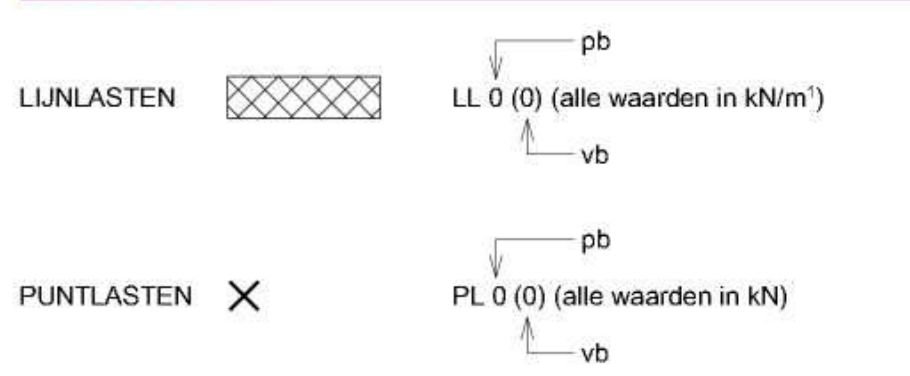 pb
LIJNLASTEN LL 0 (0) (alle waarden in kN/m¹)
vb
pb
PUNTLASTEN PL 0 (0) (alle waarden in kN)
vb